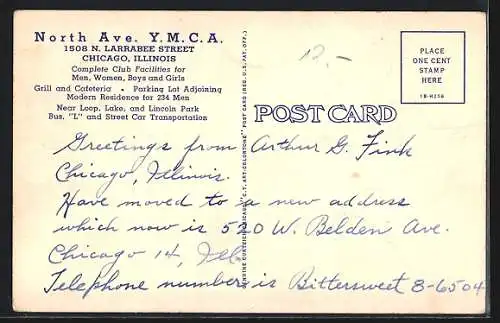 North Ave. Y.M.C.A.
1508 N. LARRABEE STREET
CHICAGO, ILLINOIS
Complete Club Facilities for
Men, Women, Boys and Girls
Grill and Cafeteria • Parking Lot Adjoining
Modern Residence for 234 Men
Near Loop, Lake, and Lincoln Park
Bus, "L" and Street Car Transportation
12.-
PLACE
ONE CENT
STAMP
HERE
POST CARD
Greetings from Arthur G. Fink
Chicago, Illinois.
Have moved to a new address
which now is 520 W. Belden Ave.
Chicago 14, Ill.
Telephone number is Bittersweet 8-6504